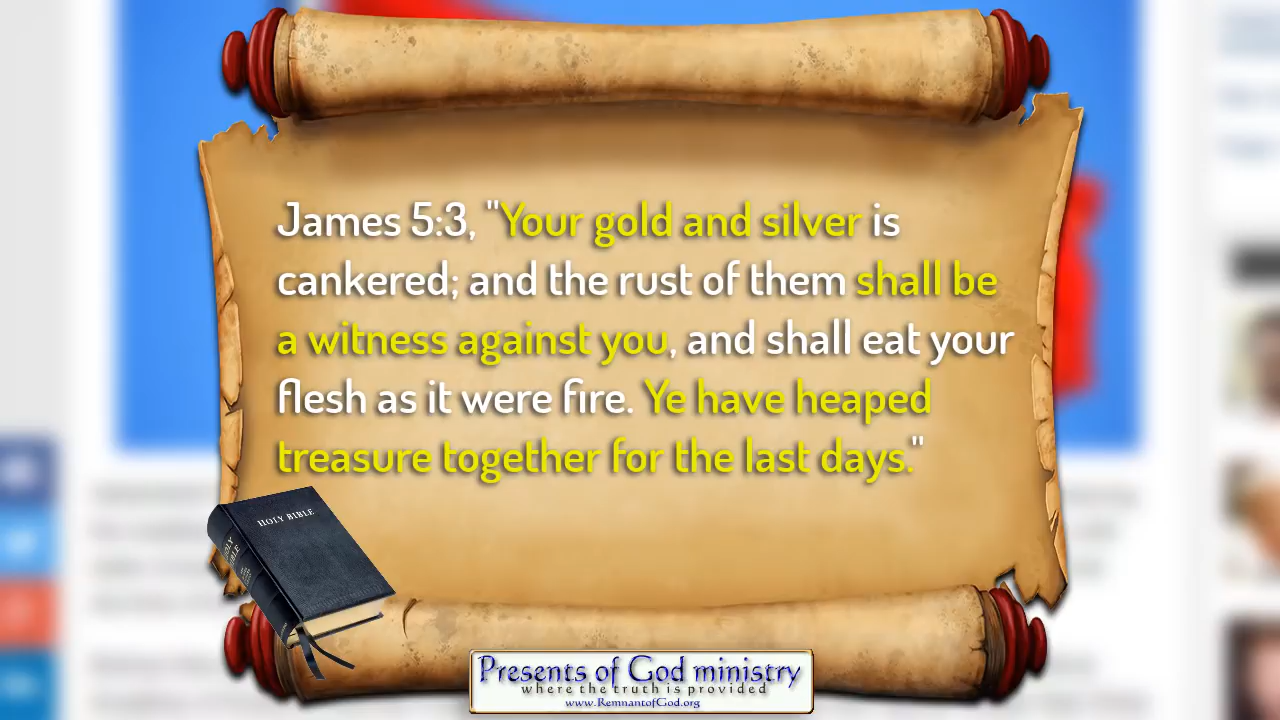 James 5:3, "Your gold and silver is
cankered; and the rust of them shall be
a witness against you, and shall eat your
flesh as it were fire. Ye have heaped
treasure together for the last days."
HOLY BIBLE
Presents of God ministry
where the truth is provided
www.RemnantofGod.org